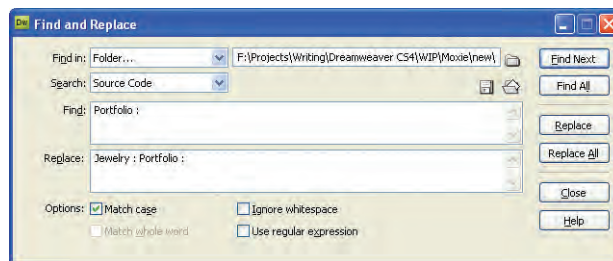 Dw Find and Replace
Find in: Folder... F:\Projects\Writing\Dreamweaver CS4\WIP\Moxie\new\ Find Next
Search: Source Code Find All
Find: Portfolio :
Replace
Replace: Jewelry : Portfolio : Replace All
Close
Options: Match case Ignore whitespace Help
Match whole word Use regular expression